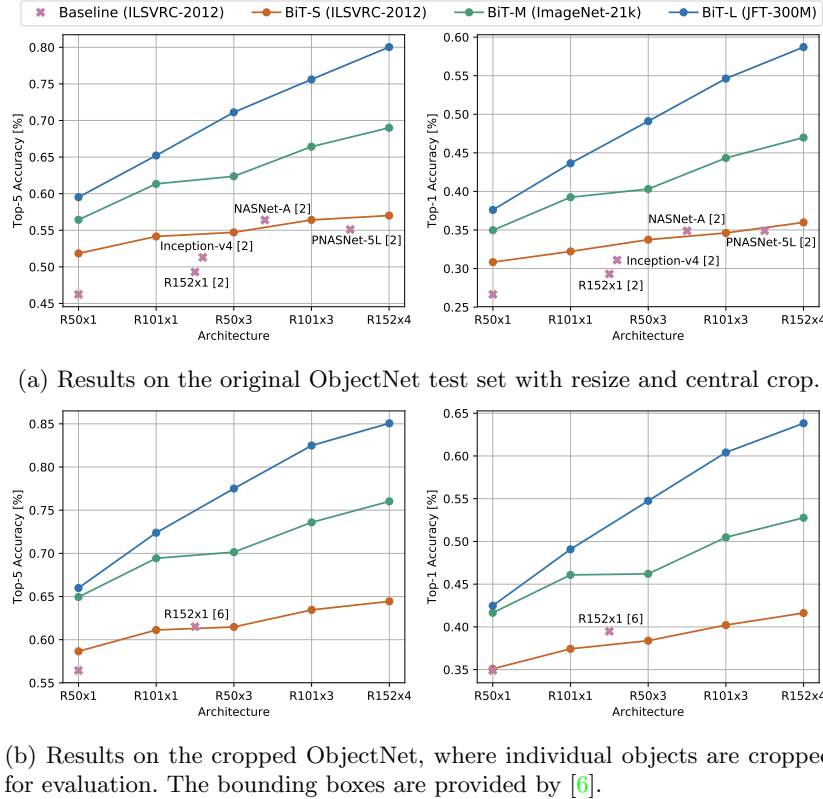 Baseline (ILSVRC-2012) BiT-S (ILSVRC-2012) BiT-M (ImageNet-21k) BiT-L (JFT-300M)
0.80
0.75
0.70
0.65
0.60
0.55
0.50
0.45
Top-5 Accuracy [%]
NASNet-A [2]
Inception-v4 [2]
PNASNet-5L [2]
R152x1 [2]
R50x1 R101x1 R50x3 R101x3 R152x4
Architecture
0.60
0.55
0.50
0.45
0.40
0.35
0.30
0.25
Top-1 Accuracy [%]
NASNet-A [2]
PNASNet-5L [2]
Inception-v4 [2]
R152x1 [2]
R50x1 R101x1 R50x3 R101x3 R152x4
Architecture
(a) Results on the original ObjectNet test set with resize and central crop.
0.85
0.80
0.75
0.70
0.65
0.60
0.55
Top-5 Accuracy [%]
R152x1 [6]
R50x1 R101x1 R50x3 R101x3 R152x4
Architecture
0.65
0.60
0.55
0.50
0.45
0.40
0.35
Top-1 Accuracy [%]
R152x1 [6]
R50x1 R101x1 R50x3 R101x3 R152x4
Architecture
(b) Results on the cropped ObjectNet, where individual objects are cropped
for evaluation. The bounding boxes are provided by [6].